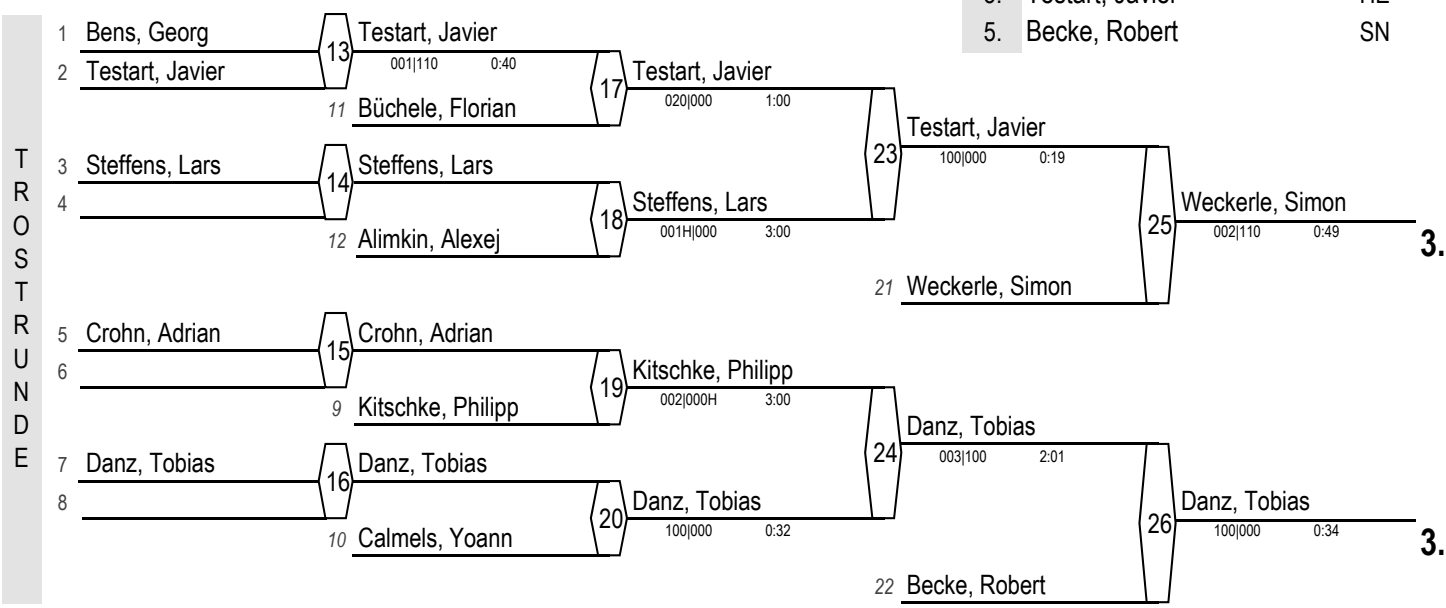 5. Becke, Robert SN
TROSTRUNDE
1 Bens, Georg
13
Testart, Javier
001|110 0:40
2 Testart, Javier
17
Testart, Javier
020|000 1:00
11 Büchele, Florian
23
Testart, Javier
100|000 0:19
3 Steffens, Lars
14
Steffens, Lars
4
18
Steffens, Lars
001H|000 3:00
12 Alimkin, Alexej
25
Weckerle, Simon
002|110 0:49
3.
21 Weckerle, Simon
5 Crohn, Adrian
15
Crohn, Adrian
6
19
Kitschke, Philipp
002|000H 3:00
9 Kitschke, Philipp
24
Danz, Tobias
003|100 2:01
7 Danz, Tobias
16
Danz, Tobias
8
20
Danz, Tobias
100|000 0:32
10 Calmels, Yoann
26
Danz, Tobias
100|000 0:34
3.
22 Becke, Robert